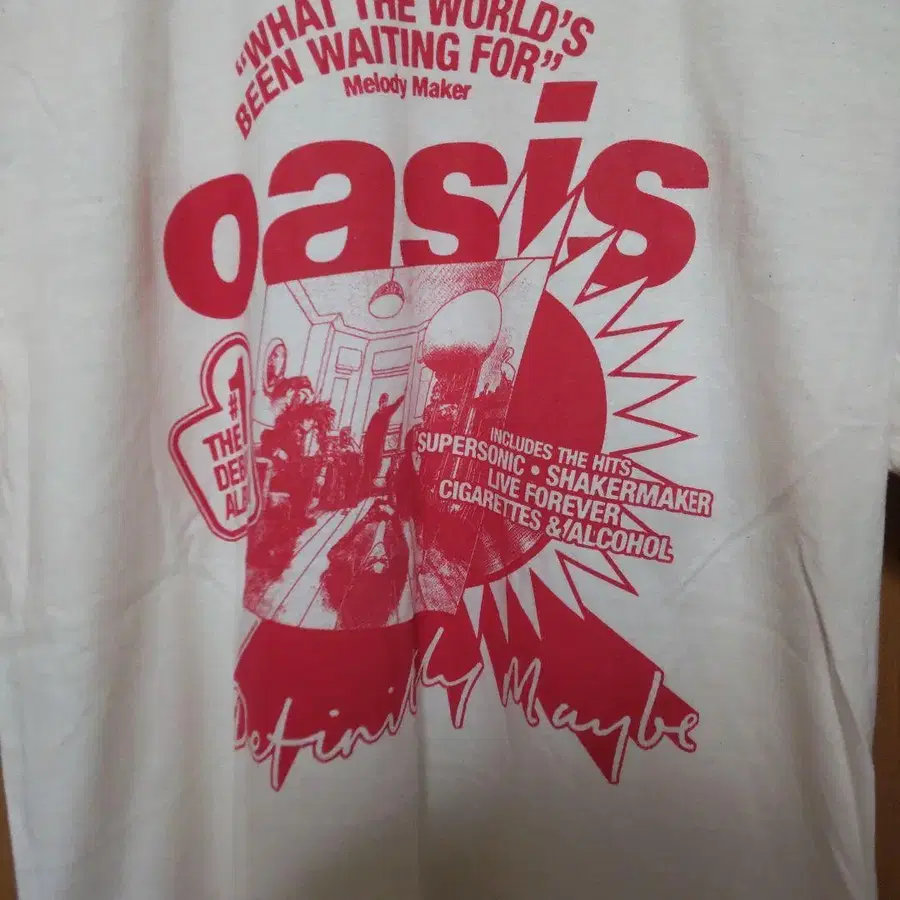 "WHAT THE WORLD'S
BEEN WAITING FOR"
Melody Maker
oasis
#1
THE
INCLUDES THE HITS
SUPERSONIC • SHAKERMAKER
LIVE FOREVER
CIGARETTES & ALCOHOL
Definitely Maybe